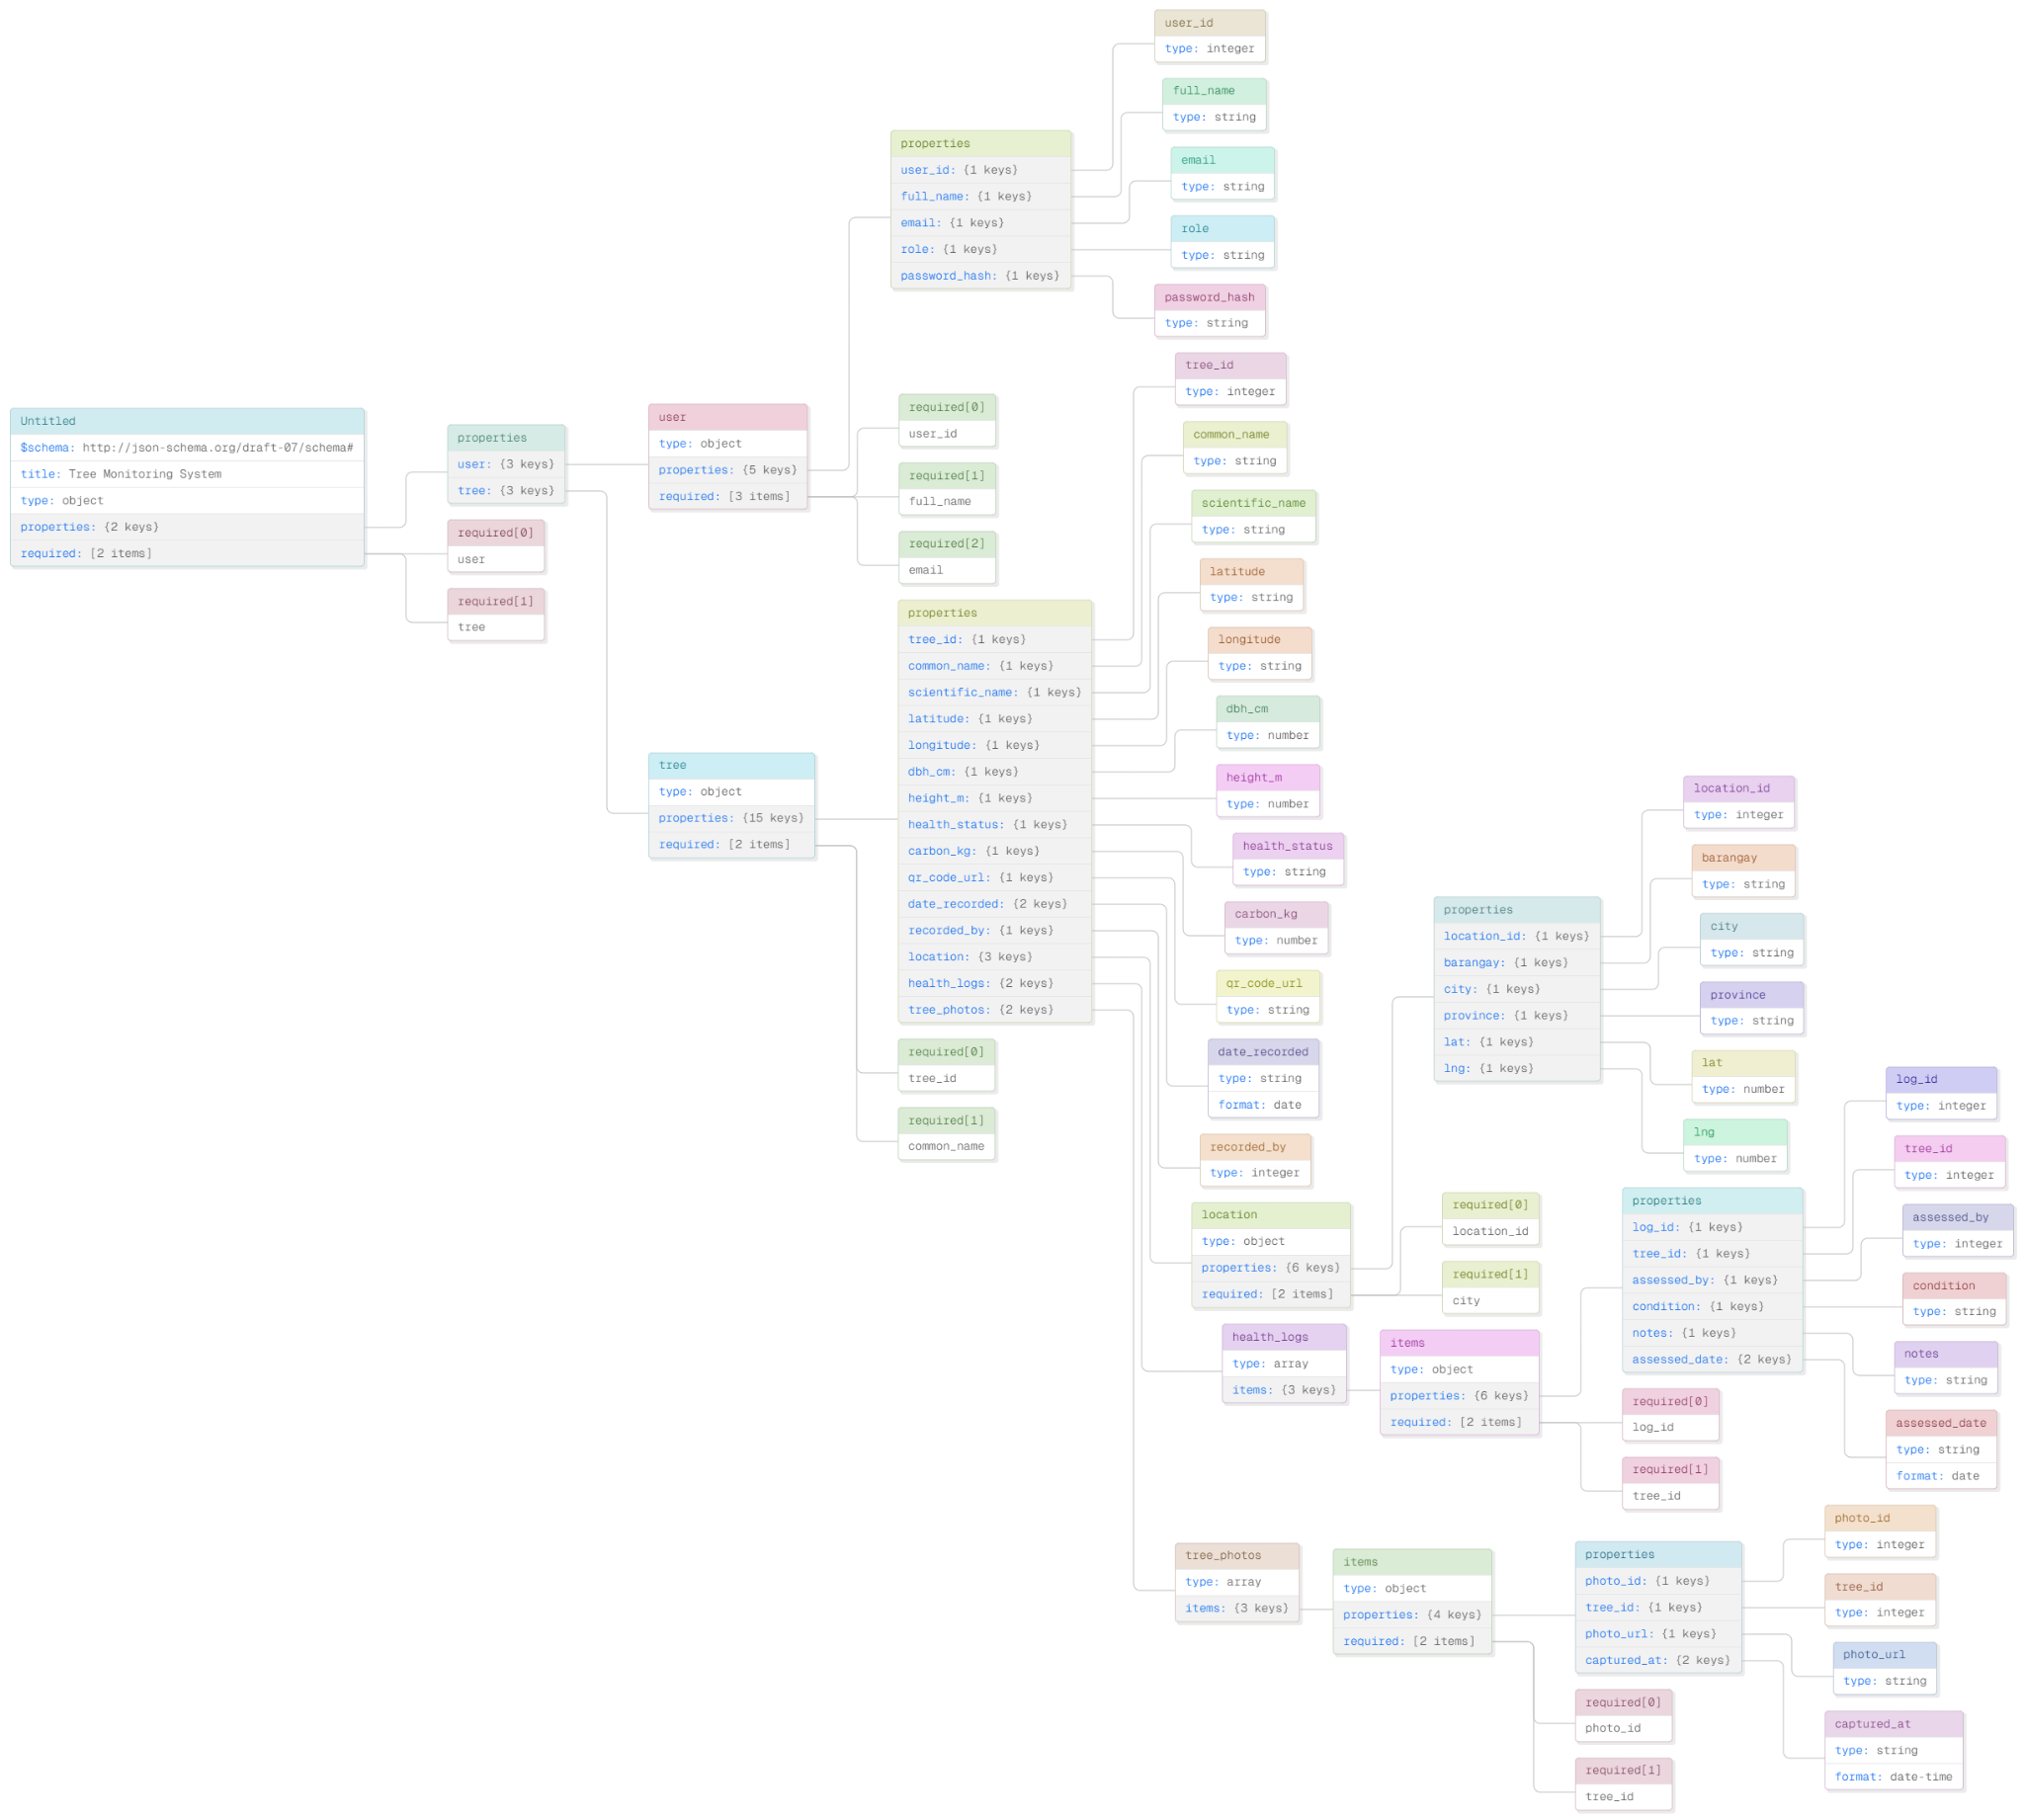 Untitled
$schema: http://json-schema.org/draft-07/schema#
title: Tree Monitoring System
type: object
properties: {2 keys}
required: [2 items]
properties
user: {3 keys}
tree: {3 keys}
required[0]
user
required[1]
tree
user
type: object
properties: {5 keys}
required: [3 items]
properties
user_id: {1 keys}
full_name: {1 keys}
email: {1 keys}
role: {1 keys}
password_hash: {1 keys}
user_id
type: integer
full_name
type: string
email
type: string
role
type: string
password_hash
type: string
required[0]
user_id
required[1]
full_name
required[2]
email
tree
type: object
properties: {15 keys}
required: [2 items]
properties
tree_id: {1 keys}
common_name: {1 keys}
scientific_name: {1 keys}
latitude: {1 keys}
longitude: {1 keys}
dbh_cm: {1 keys}
height_m: {1 keys}
health_status: {1 keys}
carbon_kg: {1 keys}
qr_code_url: {1 keys}
date_recorded: {2 keys}
recorded_by: {1 keys}
location: {3 keys}
health_logs: {2 keys}
tree_photos: {2 keys}
required[0]
tree_id
required[1]
common_name
tree_id
type: integer
common_name
type: string
scientific_name
type: string
latitude
type: string
longitude
type: string
dbh_cm
type: number
height_m
type: number
health_status
type: string
carbon_kg
type: number
qr_code_url
type: string
date_recorded
type: string
format: date
recorded_by
type: integer
location
type: object
properties: {6 keys}
required: [2 items]
properties
location_id: {1 keys}
barangay: {1 keys}
city: {1 keys}
province: {1 keys}
lat: {1 keys}
lng: {1 keys}
location_id
type: integer
barangay
type: string
city
type: string
province
type: string
lat
type: number
lng
type: number
required[0]
location_id
required[1]
city
health_logs
type: array
items: {3 keys}
items
type: object
properties: {6 keys}
required: [2 items]
properties
log_id: {1 keys}
tree_id: {1 keys}
assessed_by: {1 keys}
condition: {1 keys}
notes: {1 keys}
assessed_date: {2 keys}
log_id
type: integer
tree_id
type: integer
assessed_by
type: integer
condition
type: string
notes
type: string
assessed_date
type: string
format: date
required[0]
log_id
required[1]
tree_id
tree_photos
type: array
items: {3 keys}
items
type: object
properties: {4 keys}
required: [2 items]
properties
photo_id: {1 keys}
tree_id: {1 keys}
photo_url: {1 keys}
captured_at: {2 keys}
photo_id
type: integer
tree_id
type: integer
photo_url
type: string
captured_at
type: string
format: date-time
required[0]
photo_id
required[1]
tree_id